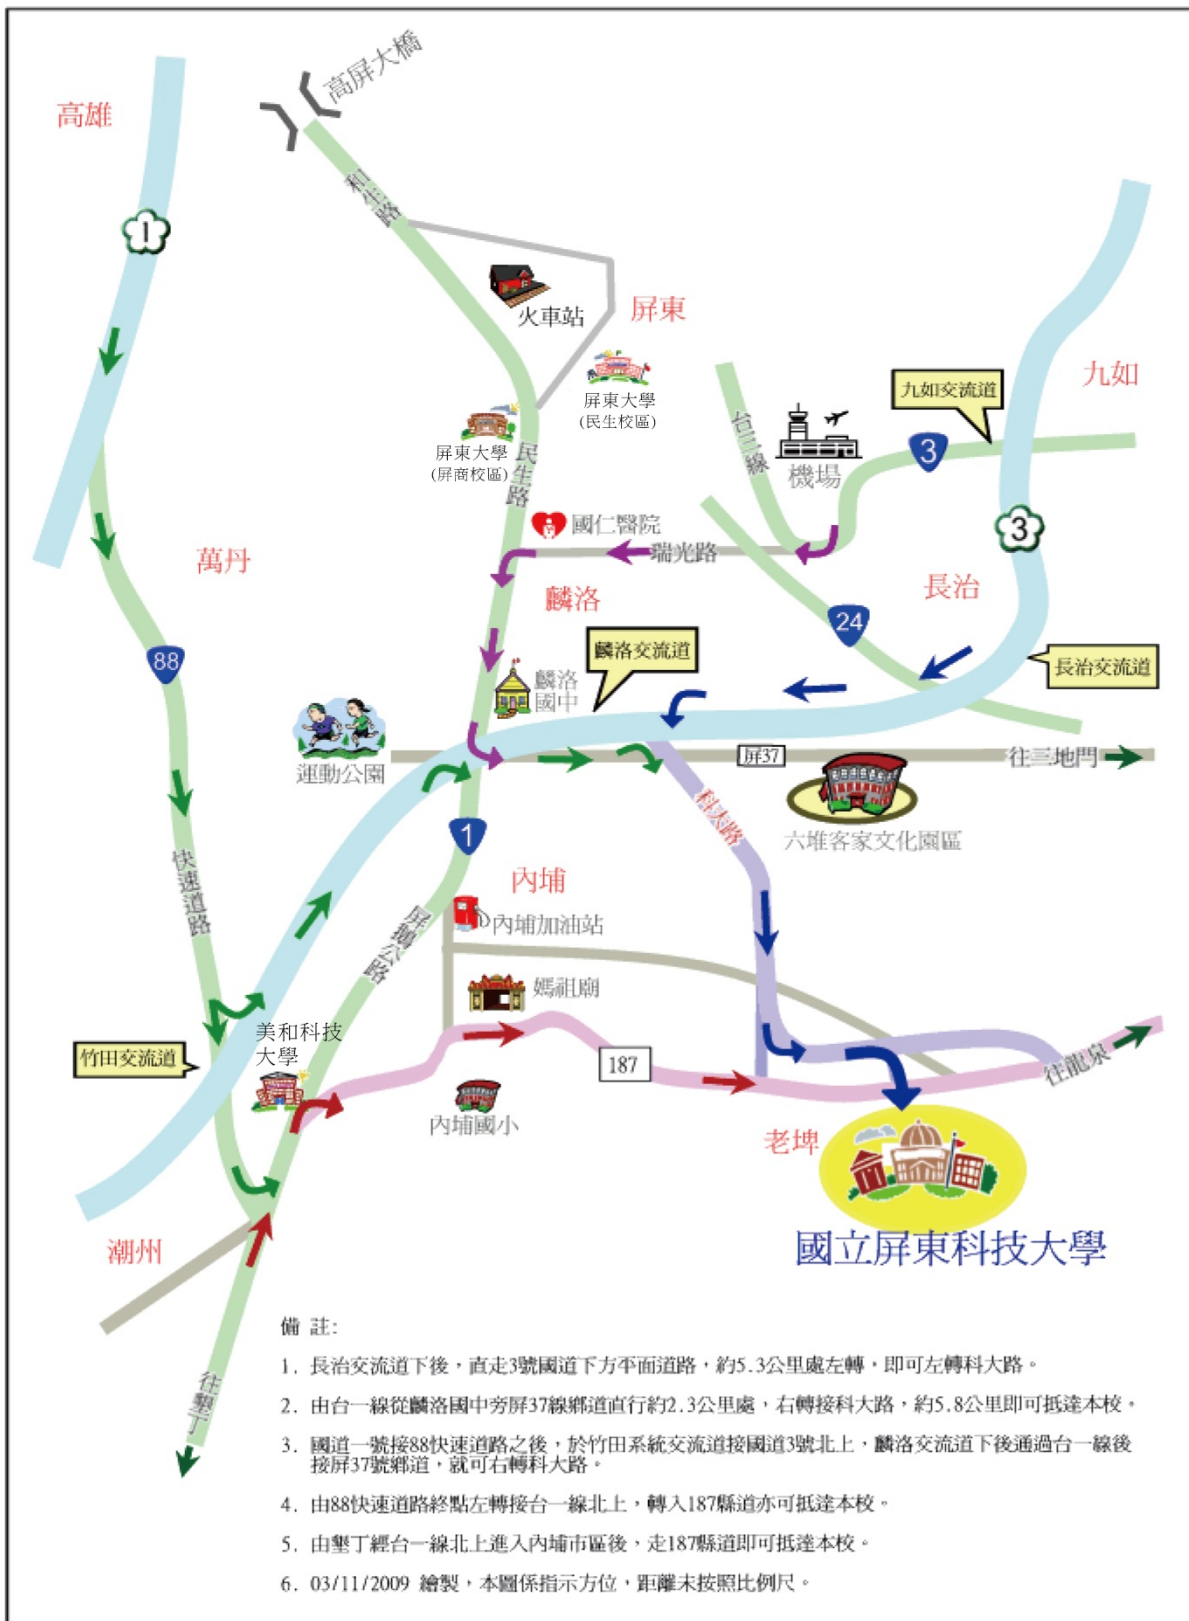 高屏大橋
高雄
1
和生路
火車站
屏東
屏東大學
(民生校區)
九如
九如交流道
3
台三線
機場
屏東大學
(屏商校區)
民生路
國仁醫院
瑞光路
3
萬丹
麟洛
長治
24
88
麟洛交流道
長治交流道
麟洛
國中
運動公園
屏37
往三地門
科大路
六堆客家文化園區
1
快速道路
內埔
內埔加油站
屏鵝公路
媽祖廟
美和科技
大學
竹田交流道
187
往龍泉
內埔國小
老埤
國立屏東科技大學
潮州
往墾丁
備 註:
1. 長治交流道下後，直走3號國道下方平面道路，約5.3公里處左轉，即可左轉科大路。
2. 由台一線從麟洛國中旁屏37線鄉道直行約2.3公里處，右轉接科大路，約5.8公里即可抵達本校。
3. 國道一號接88快速道路之後，於竹田系統交流道接國道3號北上，麟洛交流道下後通過台一線後
接屏37號鄉道，就可右轉科大路。
4. 由88快速道路終點左轉接台一線北上，轉入187縣道亦可抵達本校。
5. 由墾丁經台一線北上進入內埔市區後，走187縣道即可抵達本校。
6. 03/11/2009 繪製，本圖係指示方位，距離未按照比例尺。